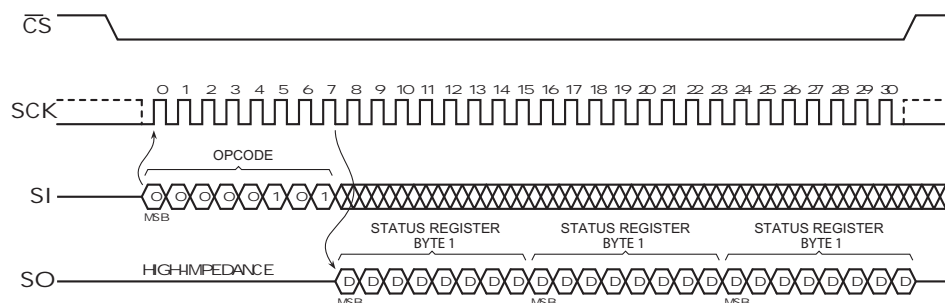 CS
0 1 2 3 4 5 6 7 8 9 10 11 12 13 14 15 16 17 18 19 20 21 22 23 24 25 26 27 28 29 30
SCK
OPCODE
SI 0 0 0 0 0 1 0 1
MSB
STATUS REGISTER BYTE 1
STATUS REGISTER BYTE 1
STATUS REGISTER BYTE 1
SO HIGH-IMPEDANCE D D D D D D D D D D D D D D D D D D D D D D D D
MSB MSB MSB